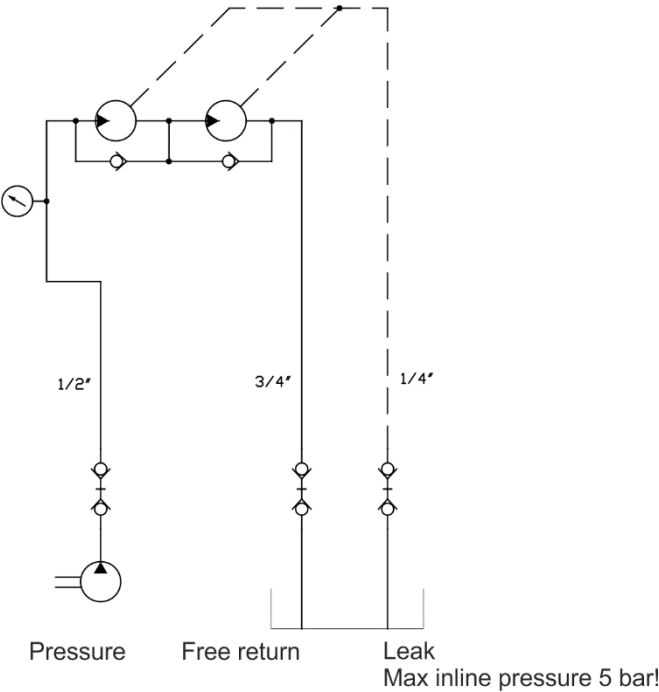 1/2"
3/4"
1/4"
Pressure
Free return
Leak
Max inline pressure 5 bar!